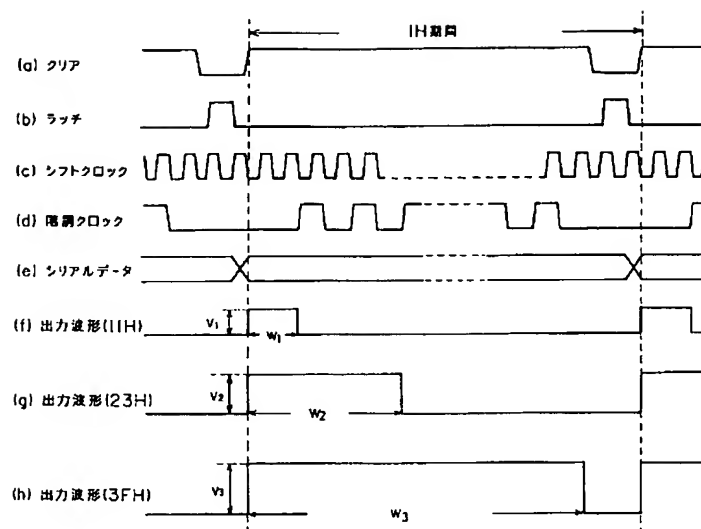 1H期間
(a) クリア
(b) ラッチ
(c) シフトクロック
(d) 階調クロック
(e) シリアルデータ
(f) 出力波形(11H)
V₁
W₁
(g) 出力波形(23H)
V₂
W₂
(h) 出力波形(3FH)
V₃
W₃